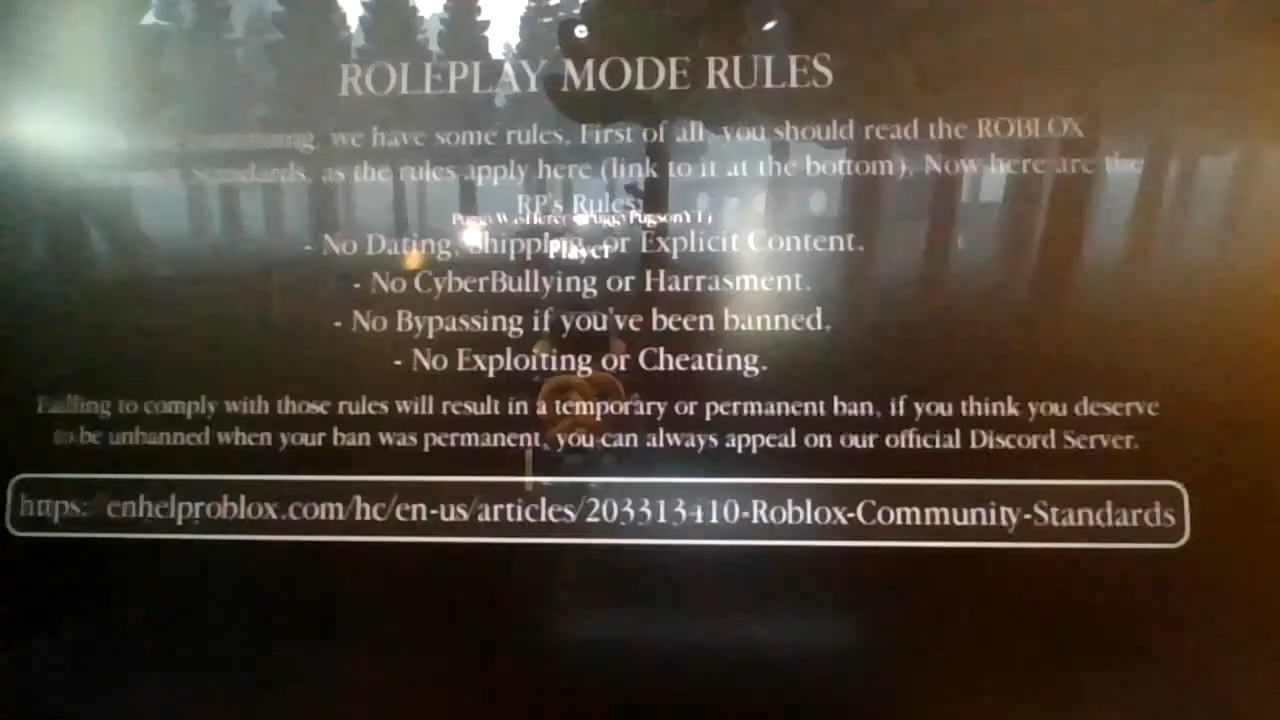 ROLEPLAY MODE RULES
we have some rules. First of all, you should read the ROBLOX
standards, as the rules apply here (link to it at the bottom). Now here are the
RP's Rules:
Player
- No Dating, Shipping, or Explicit Content.
- No CyberBullying or Harrasment.
- No Bypassing if you've been banned.
- No Exploiting or Cheating.
Failing to comply with those rules will result in a temporary or permanent ban, if you think you deserve
to be unbanned when your ban was permanent, you can always appeal on our official Discord Server.
https: enhelproblox.com/hc/en-us/articles/203313410-Roblox-Community-Standards